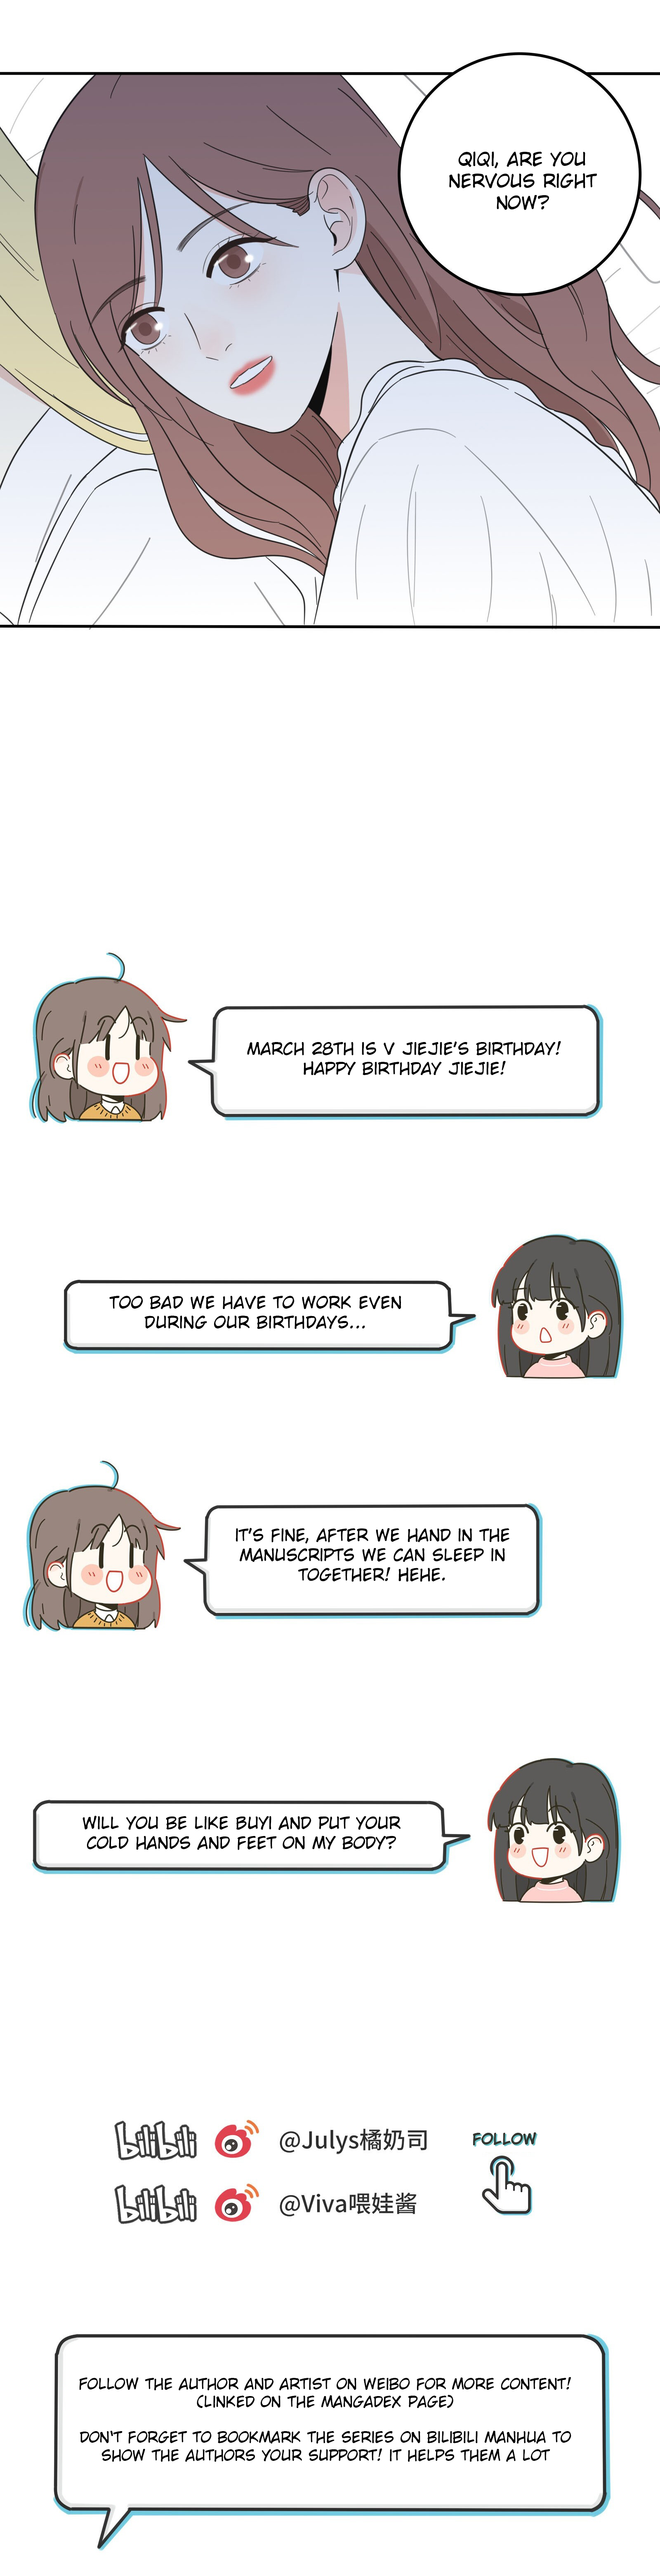 QIQI, ARE YOU
NERVOUS RIGHT
NOW?
MARCH 28TH IS V JIEJIE'S BIRTHDAY!
HAPPY BIRTHDAY JIEJIE!
TOO BAD WE HAVE TO WORK EVEN
DURING OUR BIRTHDAYS...
IT'S FINE, AFTER WE HAND IN THE
MANUSCRIPTS WE CAN SLEEP IN
TOGETHER! HEHE.
WILL YOU BE LIKE BUYI AND PUT YOUR
COLD HANDS AND FEET ON MY BODY?
bilibili @Julys橘奶司 FOLLOW
bilibili @Viva喂娃酱
FOLLOW THE AUTHOR AND ARTIST ON WEIBO FOR MORE CONTENT!
(LINKED ON THE MANGADEX PAGE)
DON'T FORGET TO BOOKMARK THE SERIES ON BILIBILI MANHUA TO
SHOW THE AUTHORS YOUR SUPPORT! IT HELPS THEM A LOT